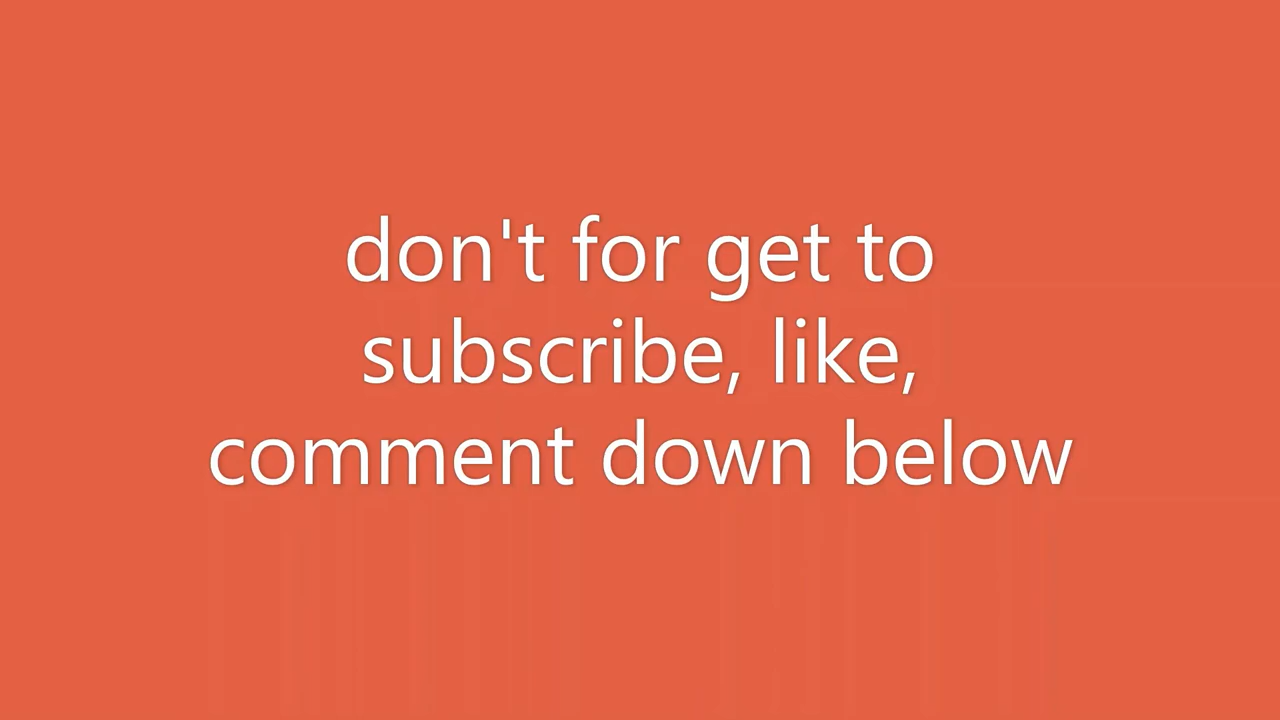 don't for get to
subscribe, like,
comment down below